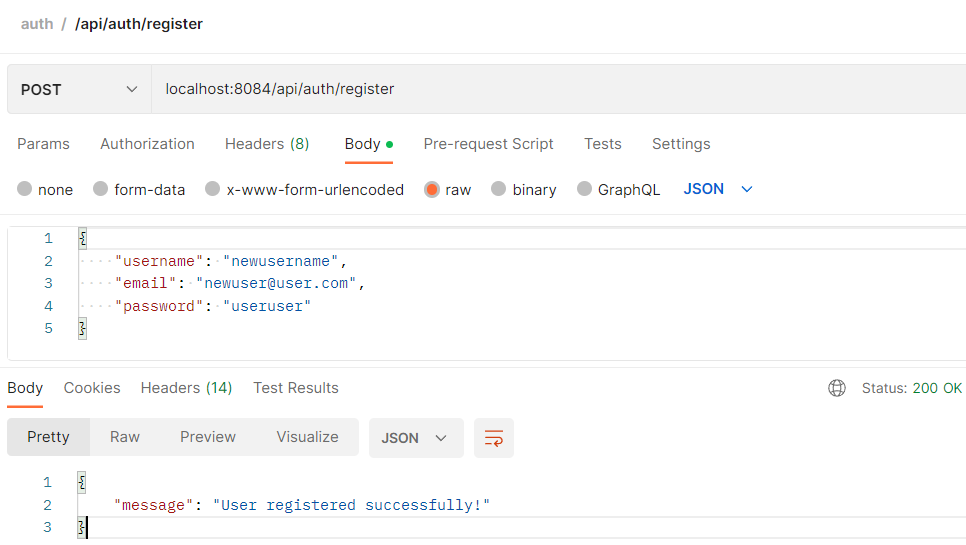 auth / /api/auth/register
POST localhost:8084/api/auth/register
Params Authorization Headers (8) Body Pre-request Script Tests Settings
none form-data x-www-form-urlencoded raw binary GraphQL JSON
1 {
2 ····"username":·"newusername",
3 ····"email":·"newuser@user.com",
4 ····"password":·"useruser"
5 }
Body Cookies Headers (14) Test Results Status: 200 OK
Pretty Raw Preview Visualize JSON
1 {
2 "message": "User registered successfully!"
3 }